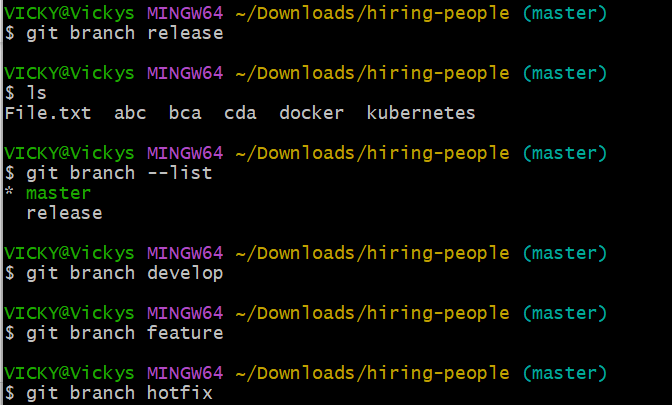 VICKY@Vickys MINGW64 ~/Downloads/hiring-people (master)
$ git branch release
VICKY@Vickys MINGW64 ~/Downloads/hiring-people (master)
$ ls
File.txt  abc  bca  cda  docker  kubernetes
VICKY@Vickys MINGW64 ~/Downloads/hiring-people (master)
$ git branch --list
* master
  release
VICKY@Vickys MINGW64 ~/Downloads/hiring-people (master)
$ git branch develop
VICKY@Vickys MINGW64 ~/Downloads/hiring-people (master)
$ git branch feature
VICKY@Vickys MINGW64 ~/Downloads/hiring-people (master)
$ git branch hotfix